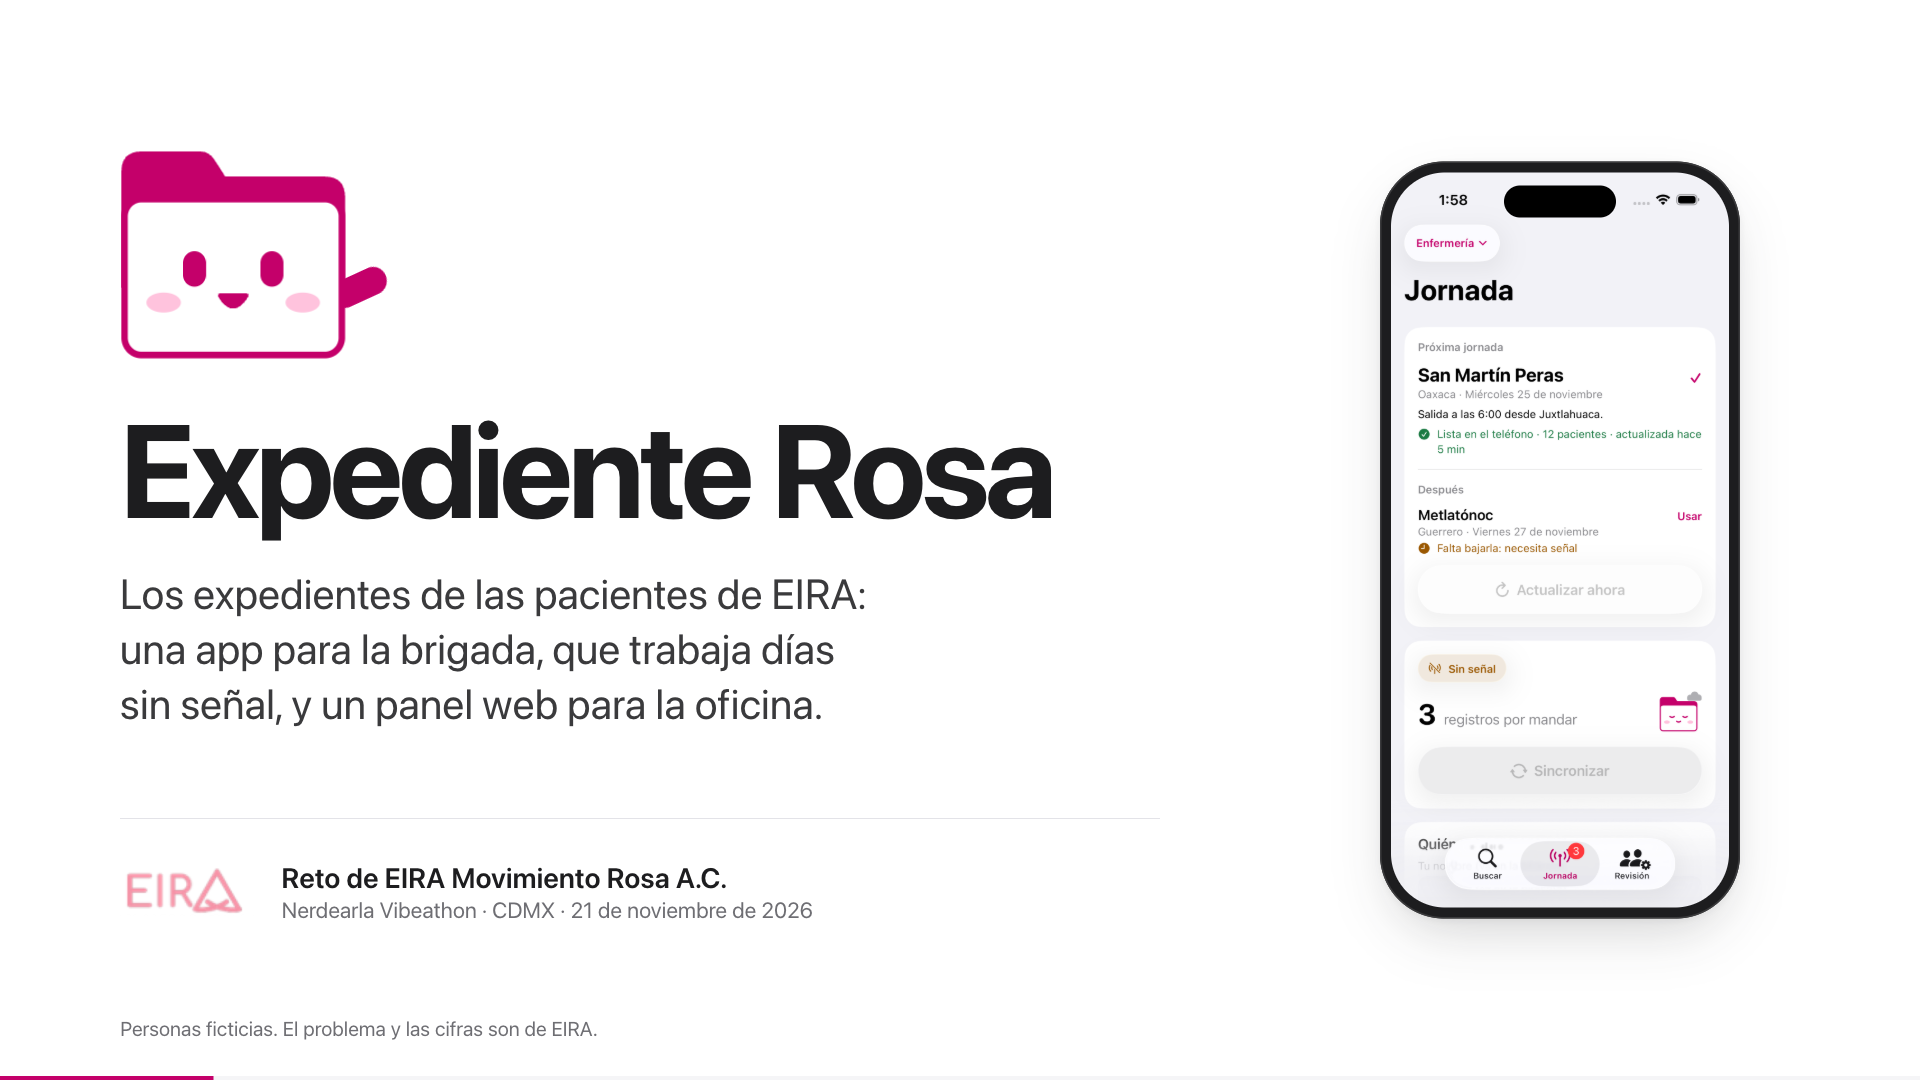 Expediente Rosa
Los expedientes de las pacientes de EIRA:
una app para la brigada, que trabaja días
sin señal, y un panel web para la oficina.
EIRA
Reto de EIRA Movimiento Rosa A.C.
Nerdearla Vibeathon · CDMX · 21 de noviembre de 2026
Personas ficticias. El problema y las cifras son de EIRA.
1:58
Enfermería
Jornada
Próxima jornada
San Martín Peras
Oaxaca · Miércoles 25 de noviembre
Salida a las 6:00 desde Juxtlahuaca.
Lista en el teléfono · 12 pacientes · actualizada hace
5 min
Después
Metlatónoc
Usar
Guerrero · Viernes 27 de noviembre
Falta bajarla: necesita señal
Actualizar ahora
Sin señal
3 registros por mandar
Sincronizar
Quién
Tu no
3
Buscar
Jornada
Revisión